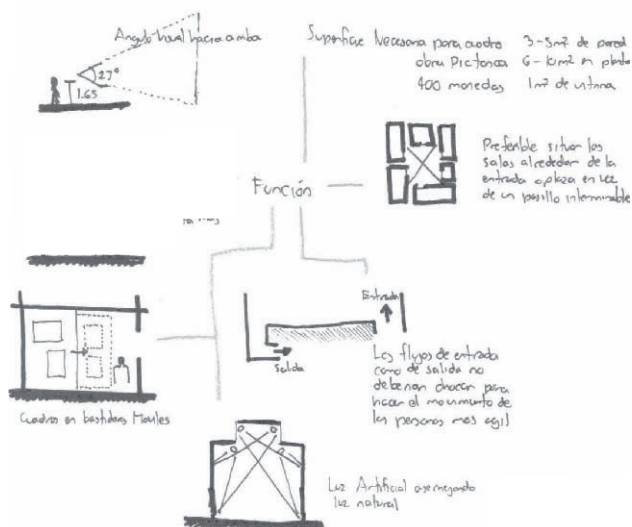 Angulo visual hacia arriba
27°
1.65
Superficie Necesaria para cuadro 3-5m² de pared
obra Pictorica 6-10m² en planta
400 monedas 1m² de vitrina
Preferible situar las
salas alrededor de la
entrada o plaza en vez
de un pasillo interminable
Función
Entrada
Salida
Los flujos de entrada
como de salida no
deberian chocar para
hacer el movimiento de
las personas mas agil
Cuadros en bastidores Moviles
Luz Artificial asemejando
luz natural